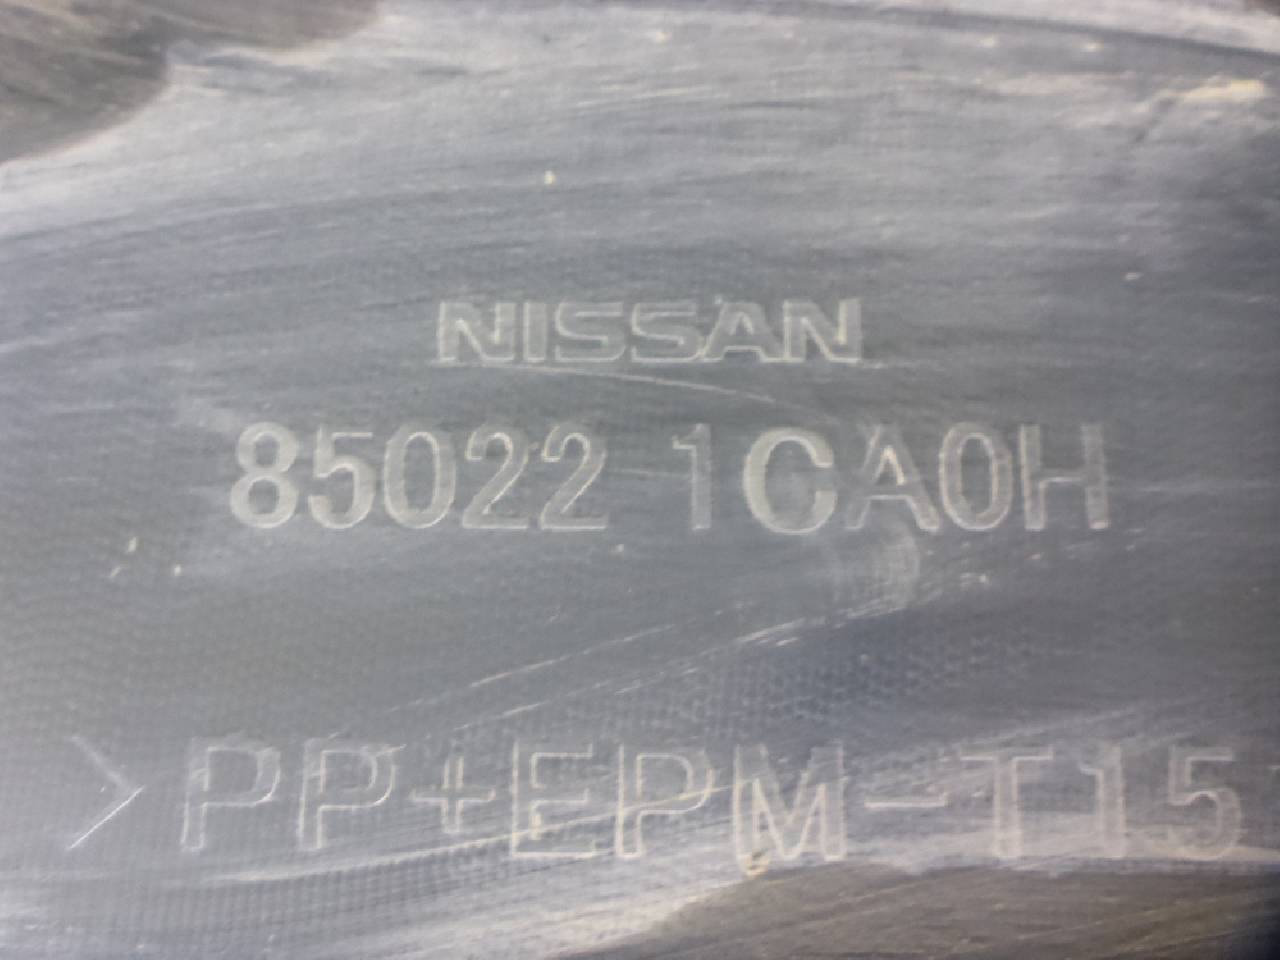 NISSAN
85022 1CA0H
>PP+EPM-T15